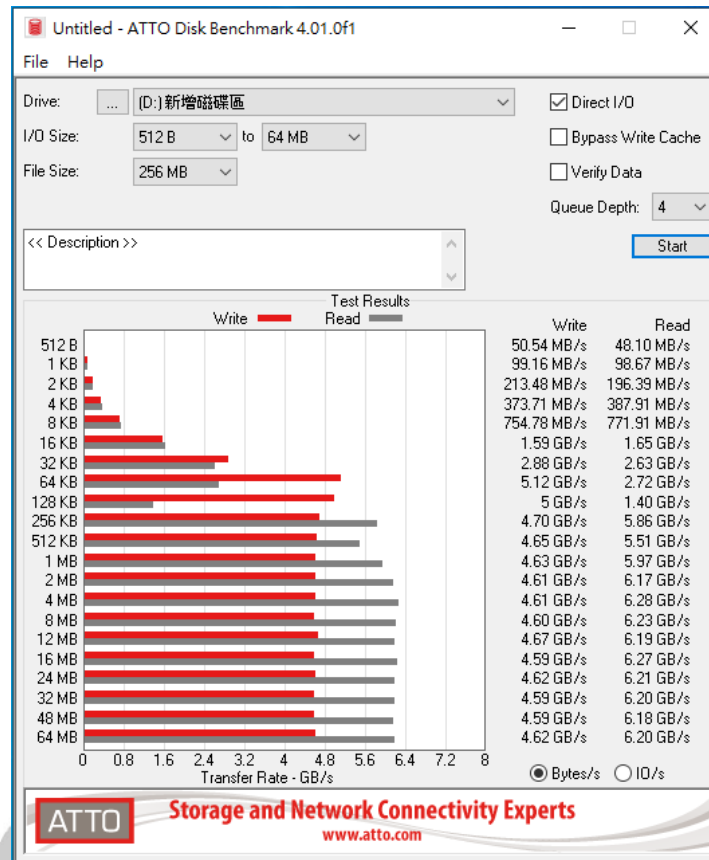 Untitled - ATTO Disk Benchmark 4.01.0f1
File Help
Drive: ... (D:)新增磁碟區 Direct I/O
I/O Size: 512 B to 64 MB Bypass Write Cache
File Size: 256 MB Verify Data
Queue Depth: 4
<< Description >> Start
Test Results
Write Read Write Read
512 B 50.54 MB/s 48.10 MB/s
1 KB 99.16 MB/s 98.67 MB/s
2 KB 213.48 MB/s 196.39 MB/s
4 KB 373.71 MB/s 387.91 MB/s
8 KB 754.78 MB/s 771.91 MB/s
16 KB 1.59 GB/s 1.65 GB/s
32 KB 2.88 GB/s 2.63 GB/s
64 KB 5.12 GB/s 2.72 GB/s
128 KB 5 GB/s 1.40 GB/s
256 KB 4.70 GB/s 5.86 GB/s
512 KB 4.65 GB/s 5.51 GB/s
1 MB 4.63 GB/s 5.97 GB/s
2 MB 4.61 GB/s 6.17 GB/s
4 MB 4.61 GB/s 6.28 GB/s
8 MB 4.60 GB/s 6.23 GB/s
12 MB 4.67 GB/s 6.19 GB/s
16 MB 4.59 GB/s 6.27 GB/s
24 MB 4.62 GB/s 6.21 GB/s
32 MB 4.59 GB/s 6.20 GB/s
48 MB 4.59 GB/s 6.18 GB/s
64 MB 4.62 GB/s 6.20 GB/s
0 0.8 1.6 2.4 3.2 4 4.8 5.6 6.4 7.2 8
Transfer Rate - GB/s Bytes/s IO/s
ATTO Storage and Network Connectivity Experts
www.atto.com